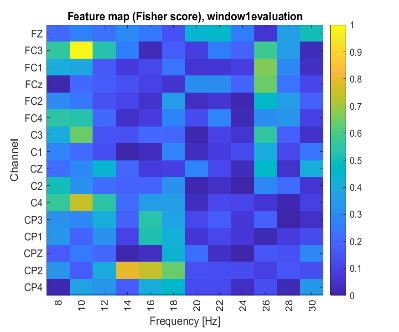 Feature map (Fisher score), window1evaluation
FZ
FC3
FC1
FCz
FC2
FC4
C3
C1
CZ
C2
C4
CP3
CP1
CPZ
CP2
CP4
Channel
8 10 12 14 16 18 20 22 24 26 28 30
Frequency [Hz]
1
0.9
0.8
0.7
0.6
0.5
0.4
0.3
0.2
0.1
0